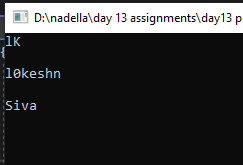 D:\nadella\day 13 assignments\day13 p
lK
l0keshn
Siva